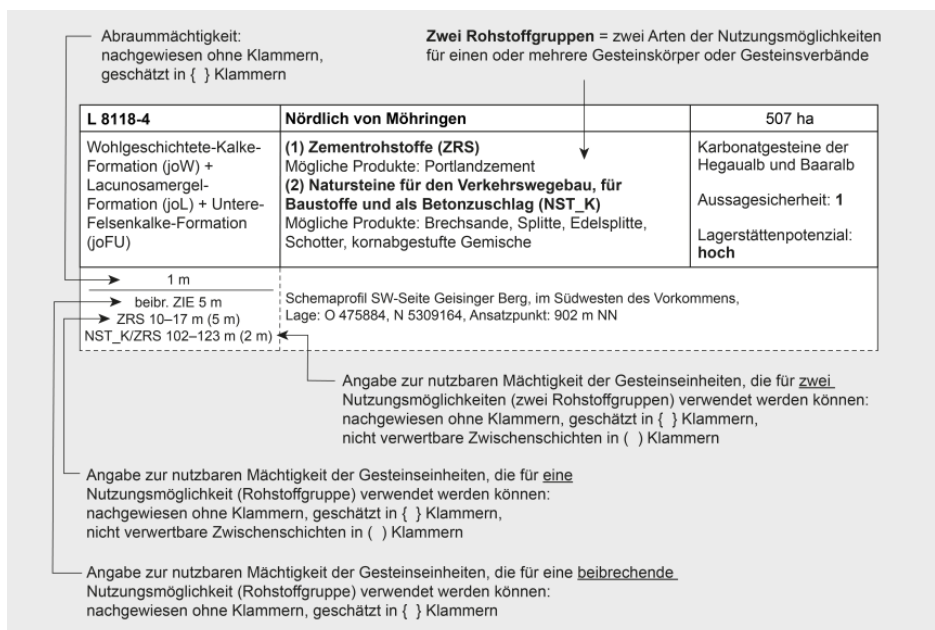 Abraummächtigkeit:
nachgewiesen ohne Klammern,
geschätzt in { } Klammern
Zwei Rohstoffgruppen = zwei Arten der Nutzungsmöglichkeiten
für einen oder mehrere Gesteinskörper oder Gesteinsverbände
L 8118-4
Nördlich von Möhringen
507 ha
Wohlgeschichtete-Kalke-
Formation (joW) +
Lacunosamergel-
Formation (joL) + Untere-
Felsenkalke-Formation
(joFU)
(1) Zementrohstoffe (ZRS)
Mögliche Produkte: Portlandzement
(2) Natursteine für den Verkehrswegebau, für
Baustoffe und als Betonzuschlag (NST_K)
Mögliche Produkte: Brechsande, Splitte, Edelsplitte,
Schotter, kornabgestufte Gemische
Karbonatgesteine der
Hegaualb und Baaralb
Aussagesicherheit: 1
Lagerstättenpotenzial:
hoch
1 m
beibr. ZIE 5 m
ZRS 10–17 m (5 m)
NST_K/ZRS 102–123 m (2 m)
Schemaprofil SW-Seite Geisinger Berg, im Südwesten des Vorkommens,
Lage: O 475884, N 5309164, Ansatzpunkt: 902 m NN
Angabe zur nutzbaren Mächtigkeit der Gesteinseinheiten, die für zwei
Nutzungsmöglichkeiten (zwei Rohstoffgruppen) verwendet werden können:
nachgewiesen ohne Klammern, geschätzt in { } Klammern,
nicht verwertbare Zwischenschichten in ( ) Klammern
Angabe zur nutzbaren Mächtigkeit der Gesteinseinheiten, die für eine
Nutzungsmöglichkeit (Rohstoffgruppe) verwendet werden können:
nachgewiesen ohne Klammern, geschätzt in { } Klammern,
nicht verwertbare Zwischenschichten in ( ) Klammern
Angabe zur nutzbaren Mächtigkeit der Gesteinseinheiten, die für eine beibrechende
Nutzungsmöglichkeit (Rohstoffgruppe) verwendet werden können:
nachgewiesen ohne Klammern, geschätzt in { } Klammern